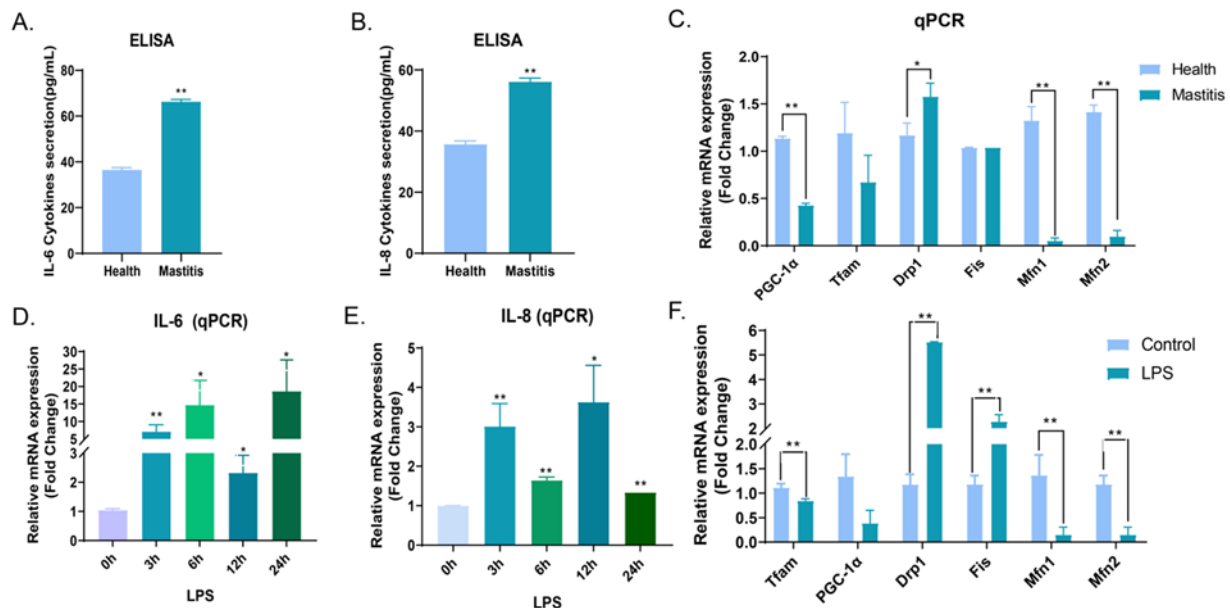 A.
ELISA
IL-6 Cytokines secretion(pg/mL)
80
60
40
20
0
**
Health
Mastitis
B.
ELISA
IL-8 Cytokines secretion(pg/mL)
60
40
20
0
**
Health
Mastitis
C.
qPCR
Relative mRNA expression
(Fold Change)
2.0
1.5
1.0
0.5
0.0
**
*
**
**
Health
Mastitis
PGC-1α
Tfam
Drp1
Fis
Mfn1
Mfn2
D.
IL-6 (qPCR)
Relative mRNA expression
(Fold Change)
30
25
20
15
10
5
3
2
1
0
**
*
*
*
0h
3h
6h
12h
24h
LPS
E.
IL-8 (qPCR)
Relative mRNA expression
(Fold Change)
5
4
3
2
1
0
**
**
*
**
0h
3h
6h
12h
24h
LPS
F.
Relative mRNA expression
(Fold Change)
6
5
4
3
2
2.0
1.5
1.0
0.5
0.0
**
**
**
**
**
Control
LPS
Tfam
PGC-1α
Drp1
Fis
Mfn1
Mfn2